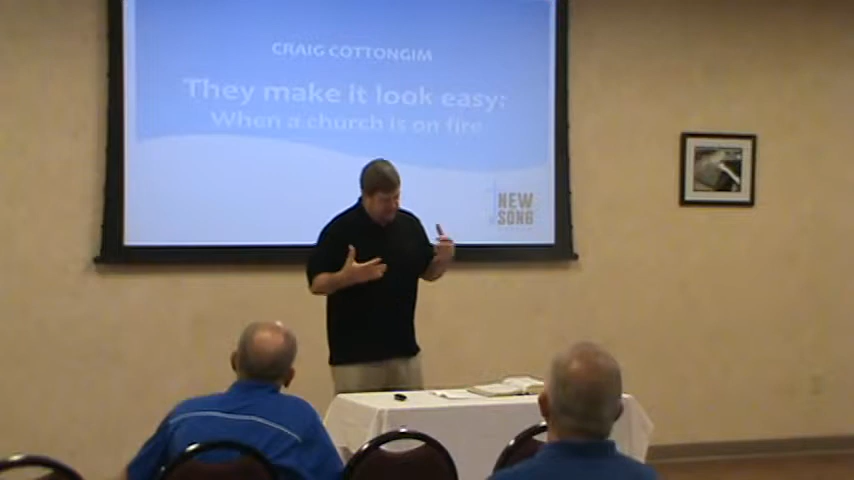 CRAIG COTTONGIM
They make it look easy:
When a church is on fire
NEW
SONG